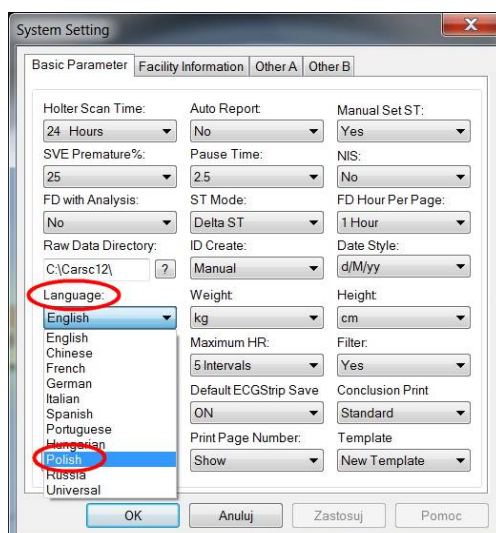 System Setting
Basic Parameter Facility Information Other A Other B
Holter Scan Time: Auto Report Manual Set ST:
24 Hours No Yes
SVE Premature%: Pause Time: NIS:
25 2.5 No
FD with Analysis: ST Mode: FD Hour Per Page:
No Delta ST 1 Hour
Raw Data Directory: ID Create: Date Style:
C:\Carsc12\ ? Manual d/M/yy
Language: Weight Height
English kg cm
English Maximum HR: Filter:
Chinese
French 5 Intervals Yes
German
Italian Default ECGStrip Save Conclusion Print
Spanish ON Standard
Portuguese
Hungarian Print Page Number: Template
Polish Show New Template
Russia
Universal
OK Anuluj Zastosuj Pomoc